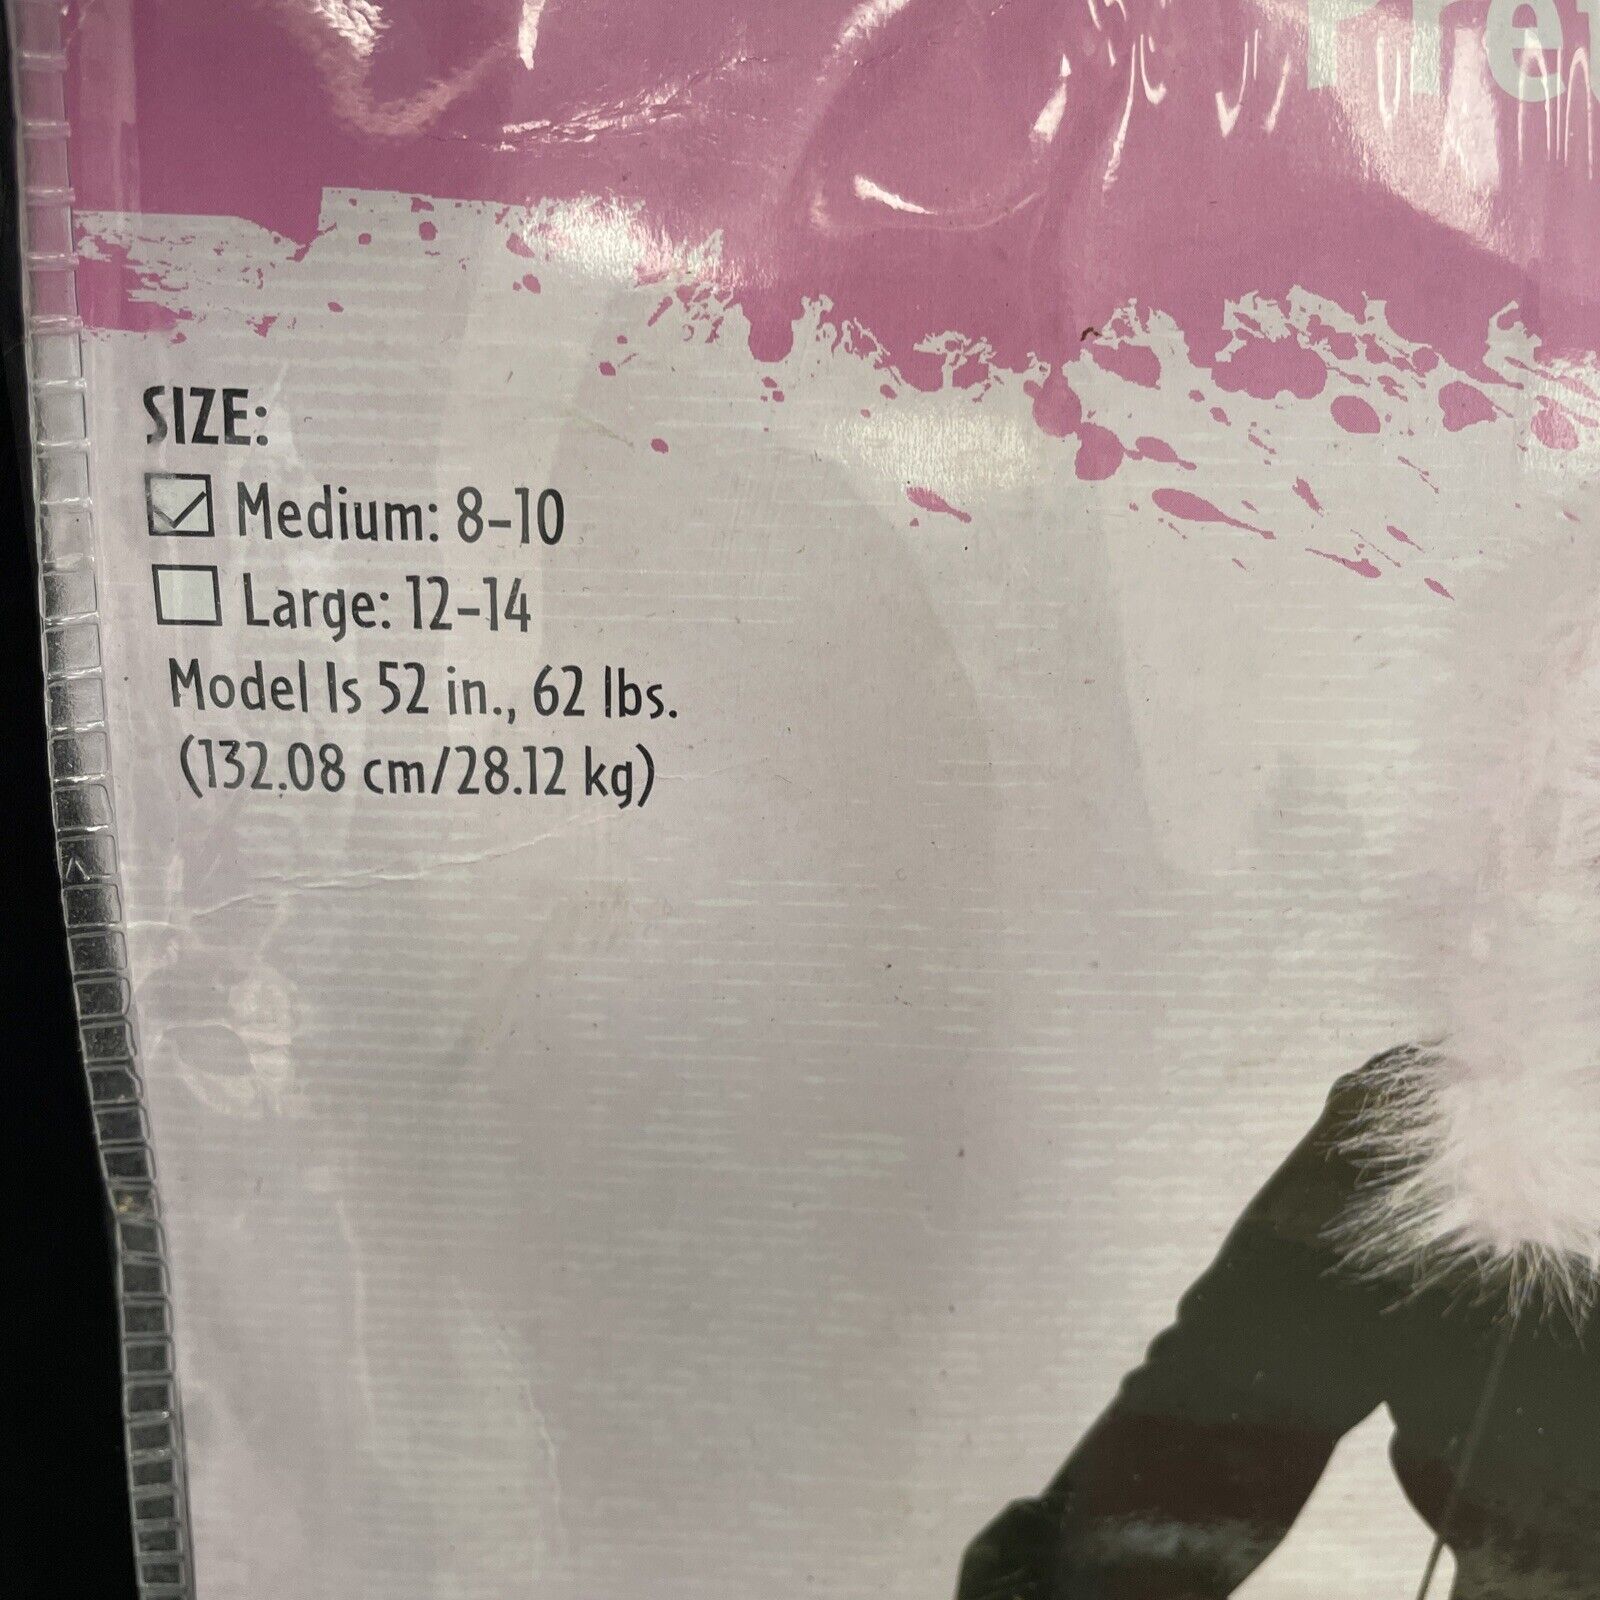 SIZE:
Medium: 8-10
Large: 12-14
Model Is 52 in., 62 lbs.
(132.08 cm/28.12 kg)